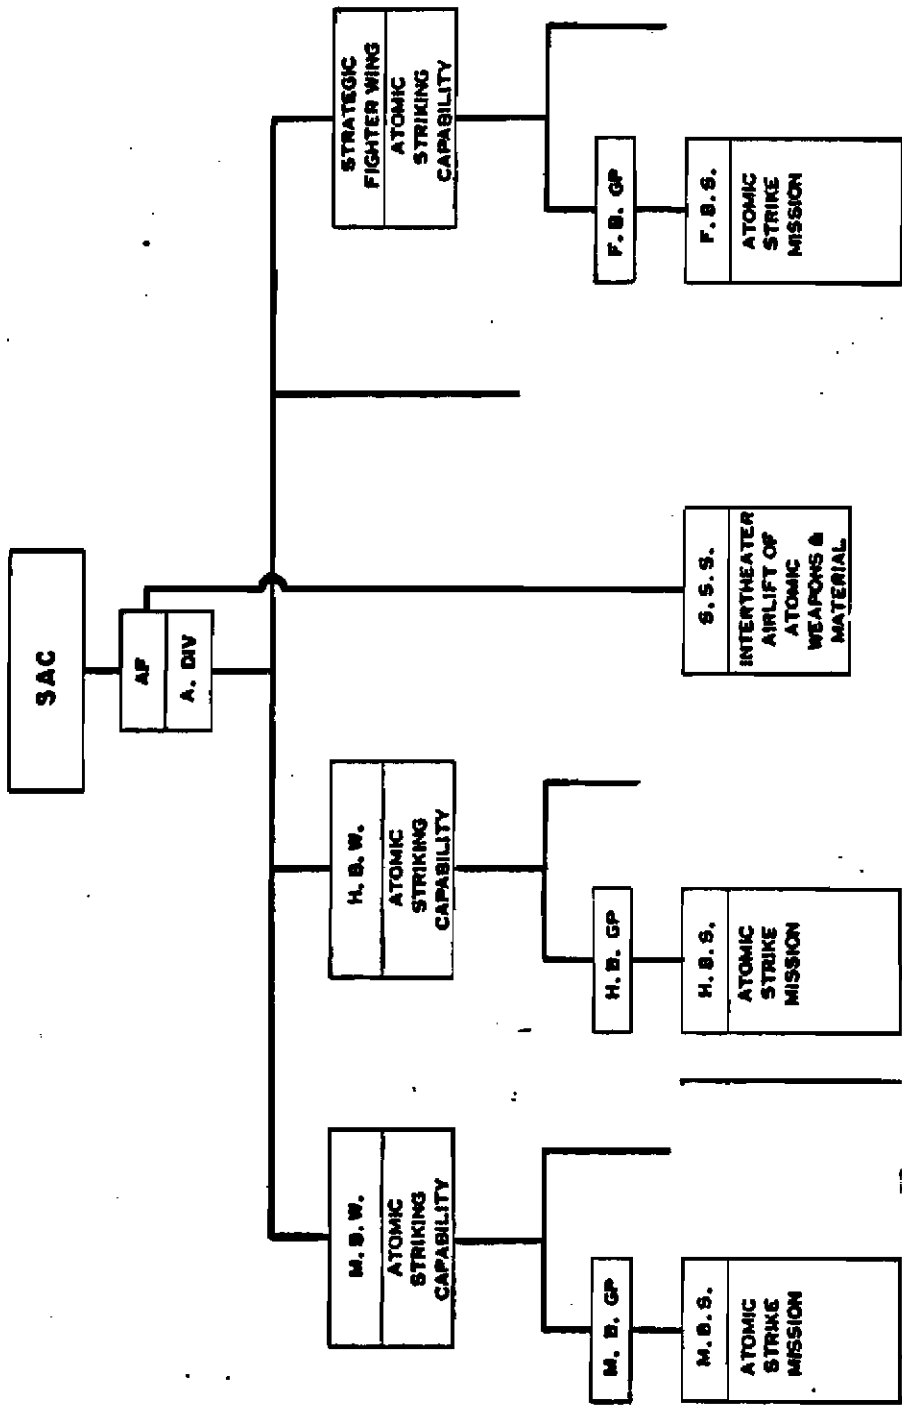 SAC
AF
A. DIV
M. B. W.
ATOMIC
STRIKING
CAPABILITY
H. B. W.
ATOMIC
STRIKING
CAPABILITY
STRATEGIC
FIGHTER WING
ATOMIC
STRIKING
CAPABILITY
M. B. GP
H. B. GP
F. B. GP
M. B. S.
ATOMIC
STRIKE
MISSION
H. B. S.
ATOMIC
STRIKE
MISSION
S. S. S.
INTERTHEATER
AIRLIFT OF
ATOMIC
WEAPONS &
MATERIAL
F. B. S.
ATOMIC
STRIKE
MISSION